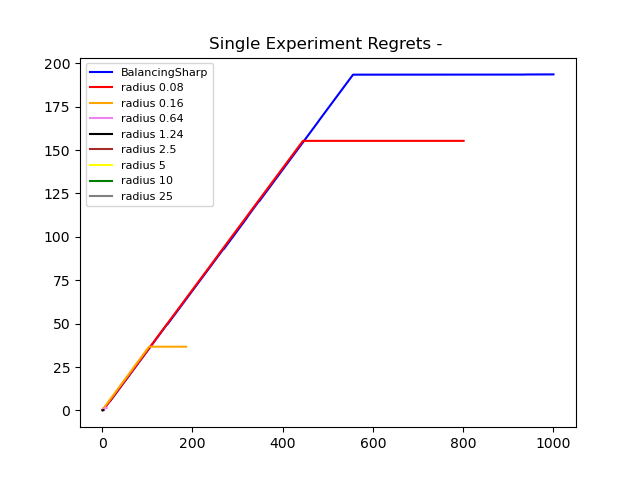 Single Experiment Regrets -
200
175
150
125
100
75
50
25
0
BalancingSharp
radius 0.08
radius 0.16
radius 0.64
radius 1.24
radius 2.5
radius 5
radius 10
radius 25
0 200 400 600 800 1000